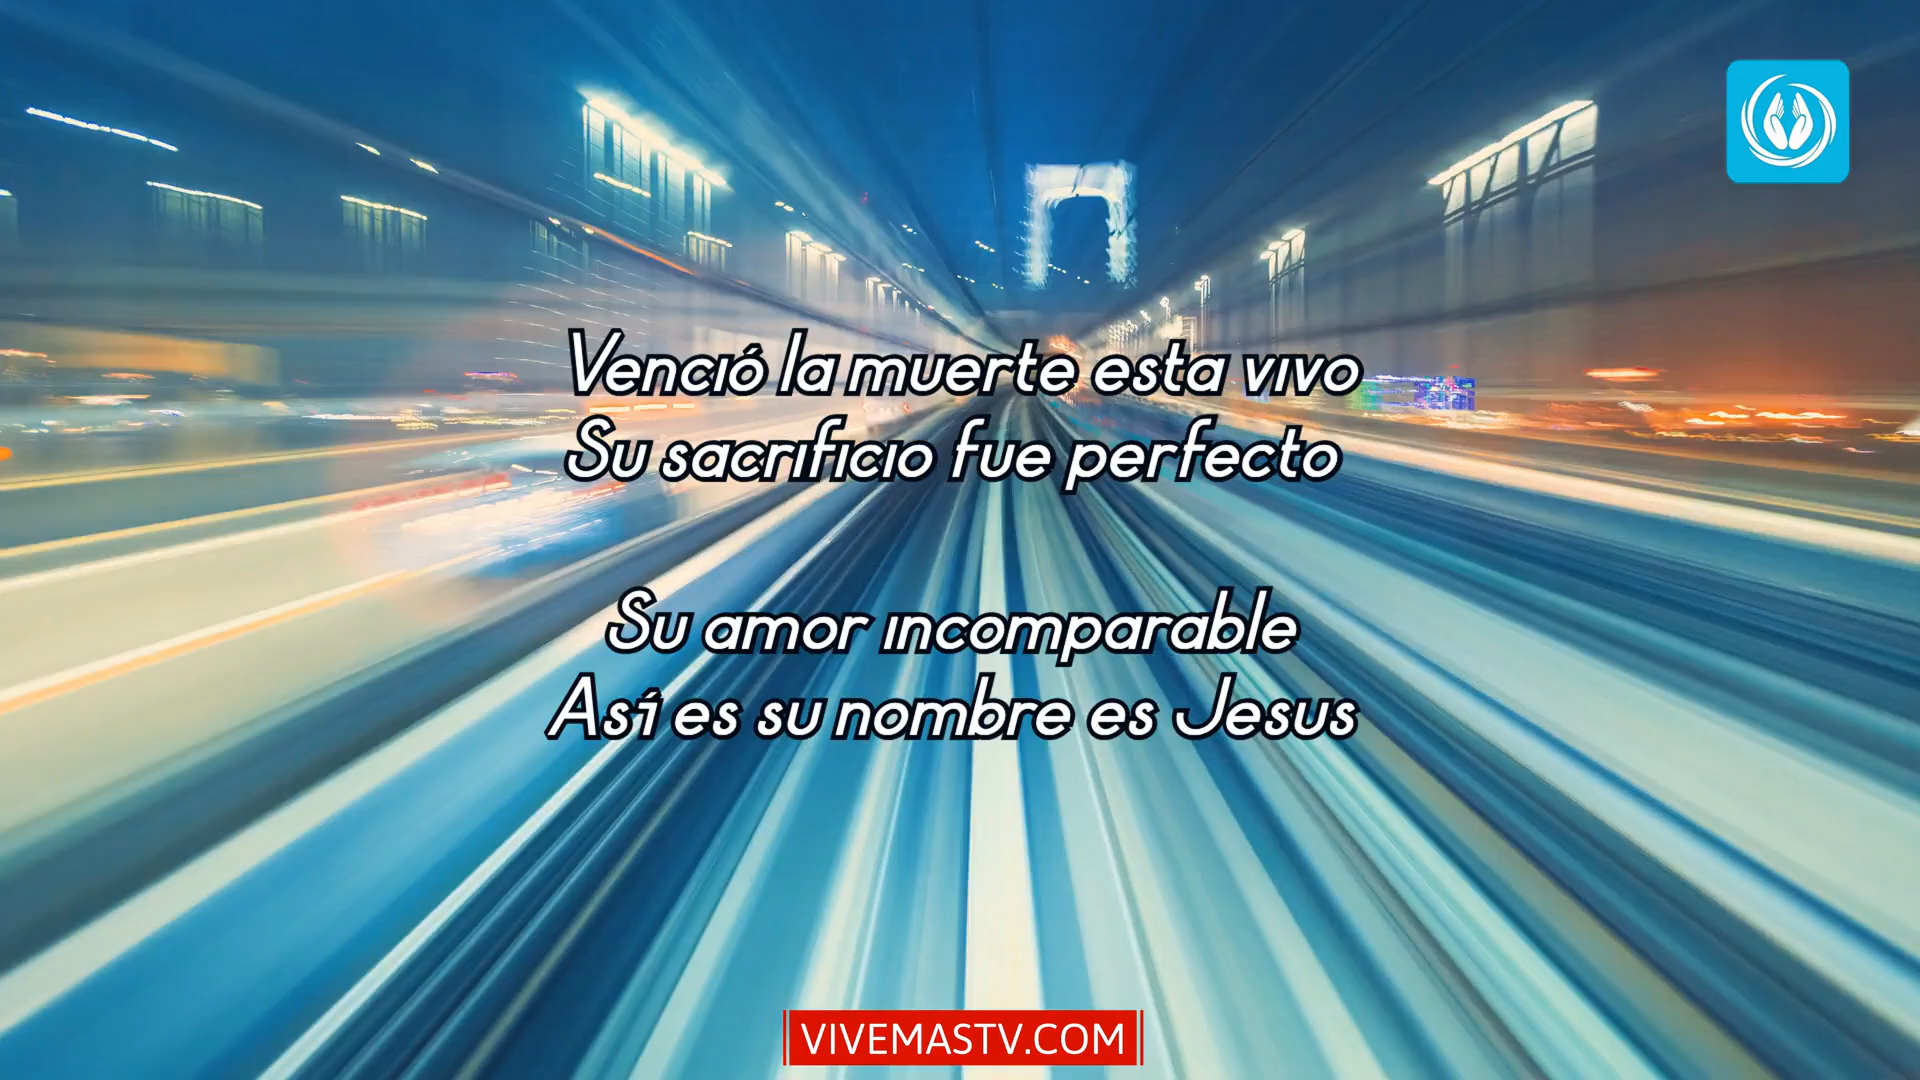 Venció la muerte esta vivo
Su sacrificio fue perfecto
Su amor incomparable
Así es su nombre es Jesus
VIVEMASTV.COM